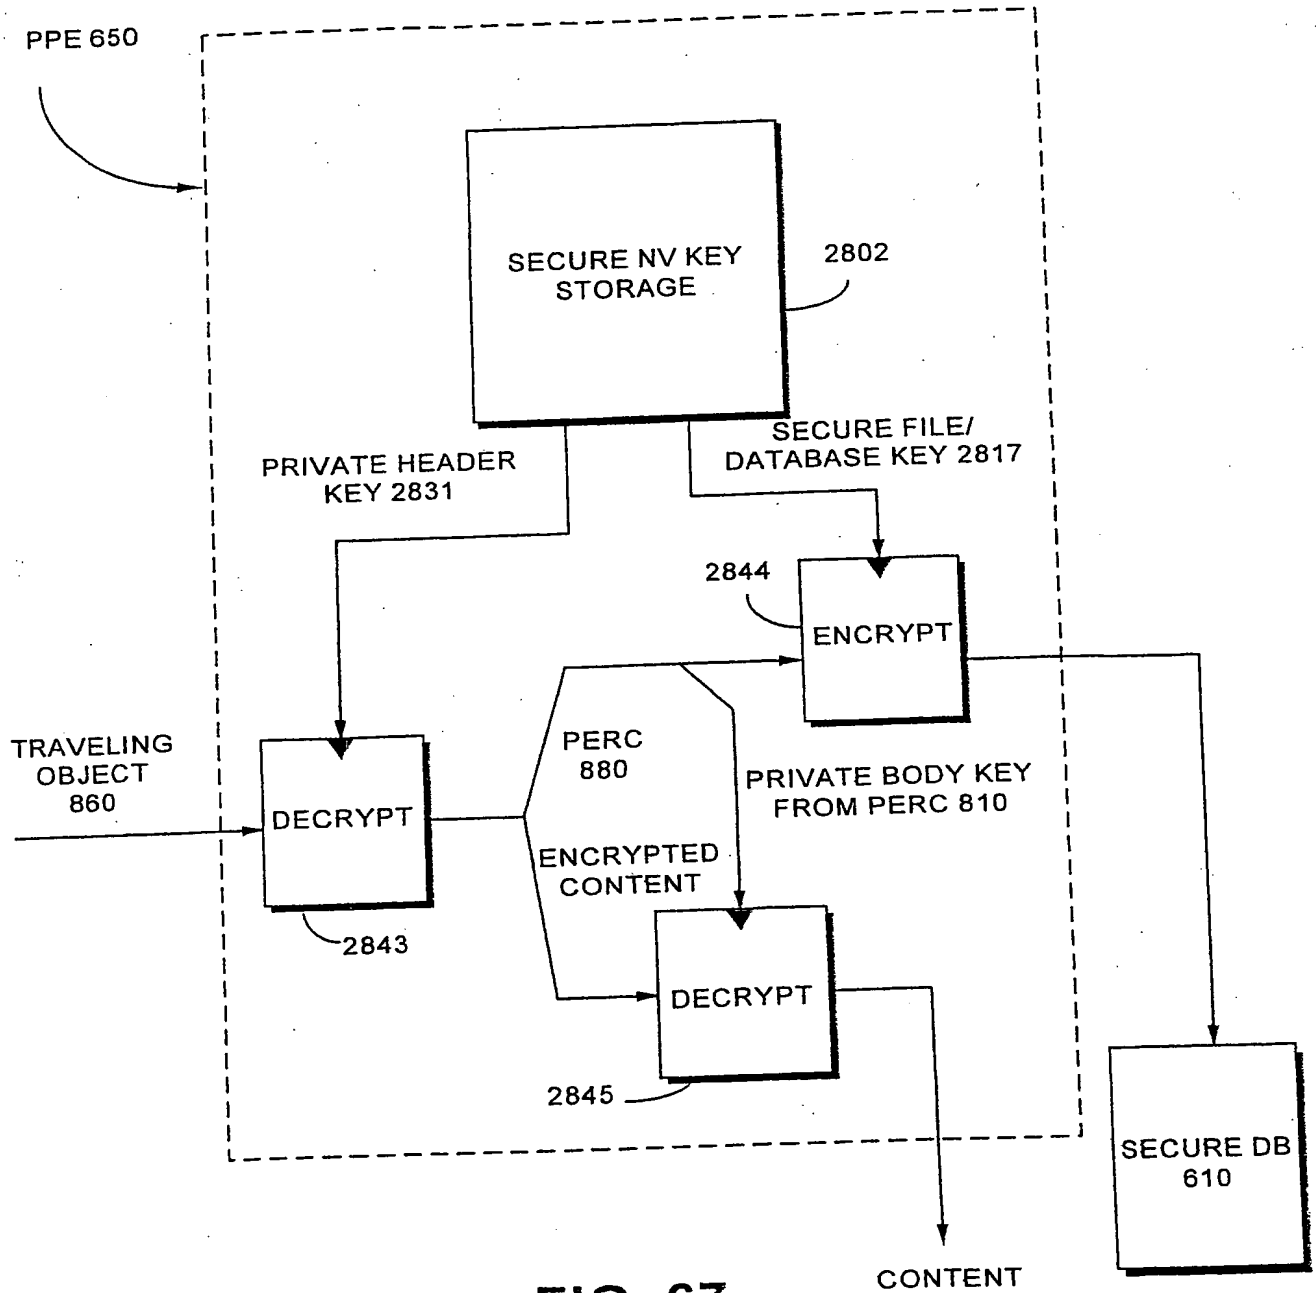 PPE 650
SECURE NV KEY
STORAGE
2802
PRIVATE HEADER
KEY 2831
SECURE FILE/
DATABASE KEY 2817
2844
ENCRYPT
TRAVELING
OBJECT
860
DECRYPT
PERC
880
PRIVATE BODY KEY
FROM PERC 810
ENCRYPTED
CONTENT
2843
DECRYPT
2845
SECURE DB
610
CONTENT
FIG. 67